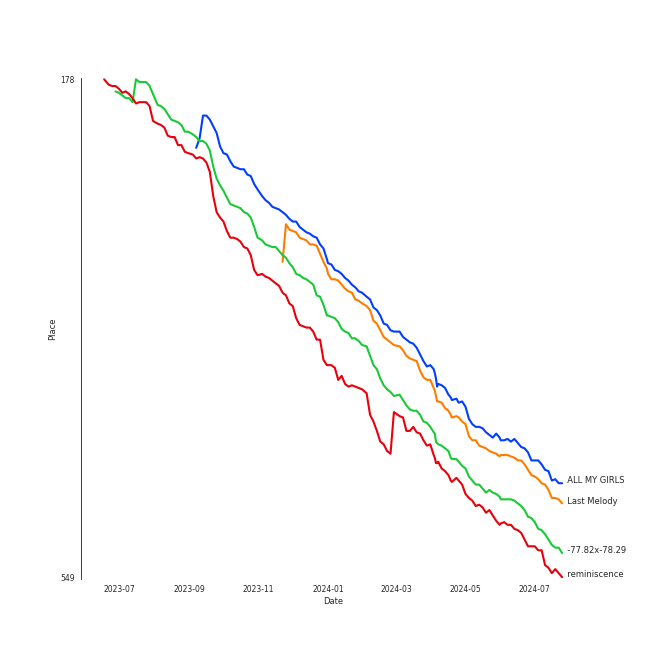 178
Place
549
2023-07 2023-09 2023-11 2024-01 2024-03 2024-05 2024-07
Date
ALL MY GIRLS
Last Melody
-77.82x-78.29
reminiscence